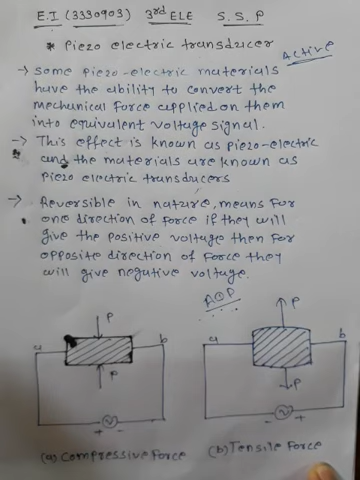 E.I (3330903) 3rd ELE S. S. P
* Piezo electric transducer
Active
→ Some Piezo-electric materials
have the ability to convert the
mechanical force applied on them
into equivalent voltage signal.
→ This effect is known as piezo-electric
and the materials are known as
Piezo electric transducers
→ Reversible in nature, means For
one direction of force if they will
give the positive voltage then For
opposite direction of Force they
will give negative voltage.
AOP
P
a b
P
+ -
(a) Compressive Force
P
a b
P
- +
(b) Tensile Force